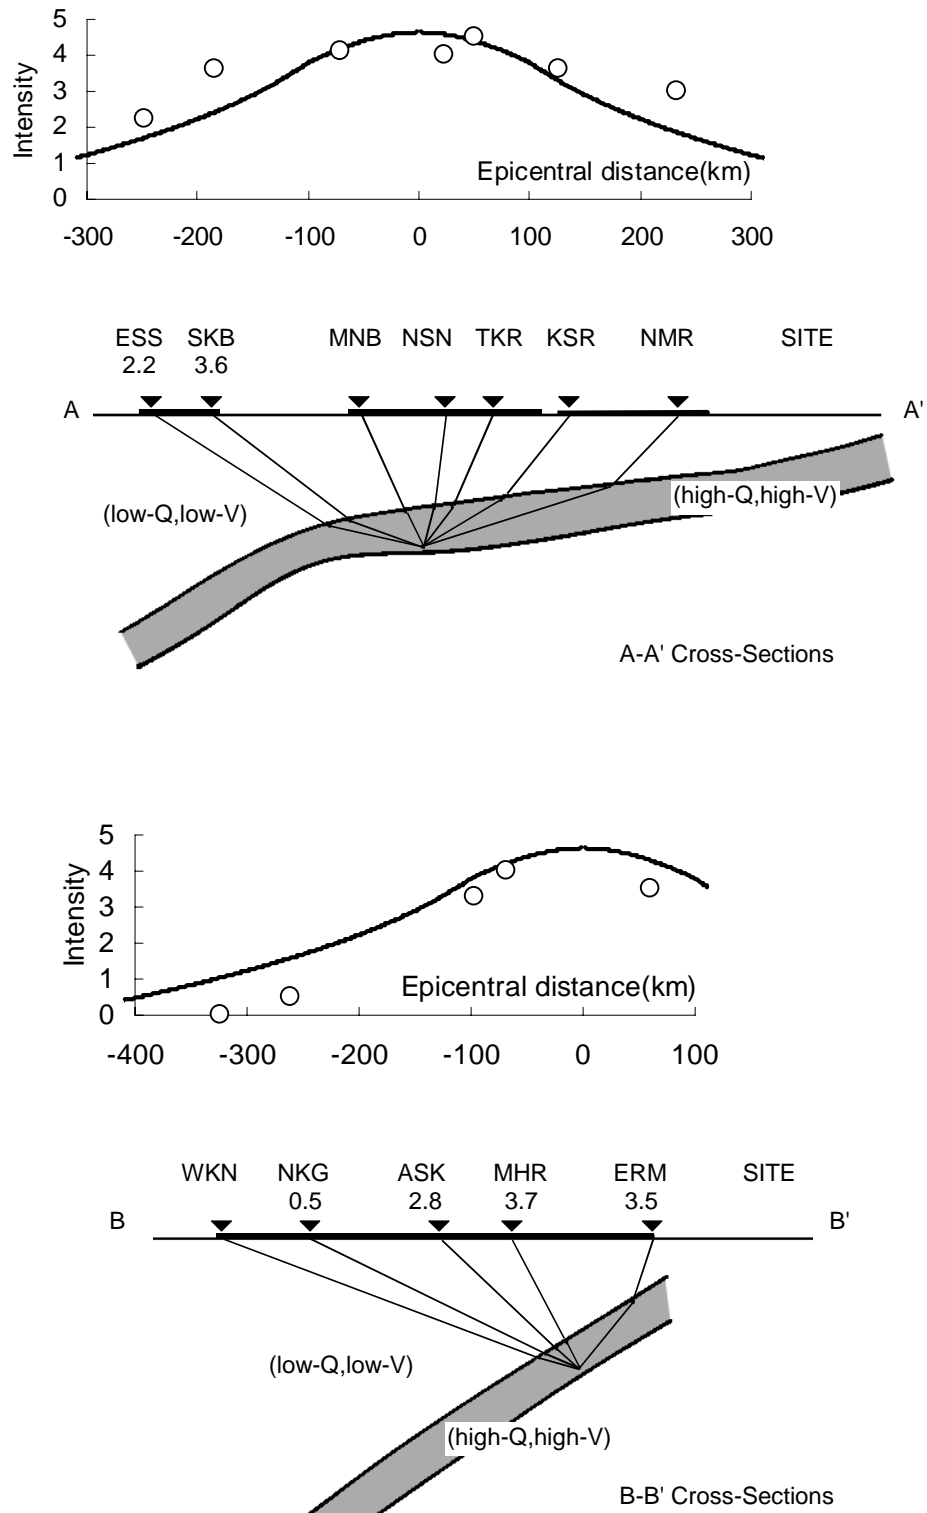 5
4
3
2
1
0
Intensity
Epicentral distance(km)
-300 -200 -100 0 100 200 300
ESS SKB MNB NSN TKR KSR NMR SITE
2.2 3.6
A A'
(low-Q,low-V)
(high-Q,high-V)
A-A' Cross-Sections
5
4
3
2
1
0
Intensity
Epicentral distance(km)
-400 -300 -200 -100 0 100
WKN NKG ASK MHR ERM SITE
0.5 2.8 3.7 3.5
B B'
(low-Q,low-V)
(high-Q,high-V)
B-B' Cross-Sections